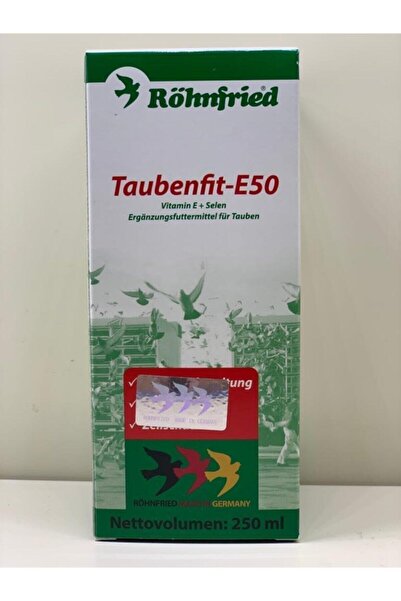 Röhnfried
Taubenfit-E50
Vitamin E + Selen
Ergänzungsfuttermittel für Tauben
RÖHNFRIED GERMANY
Nettovolumen: 250 ml